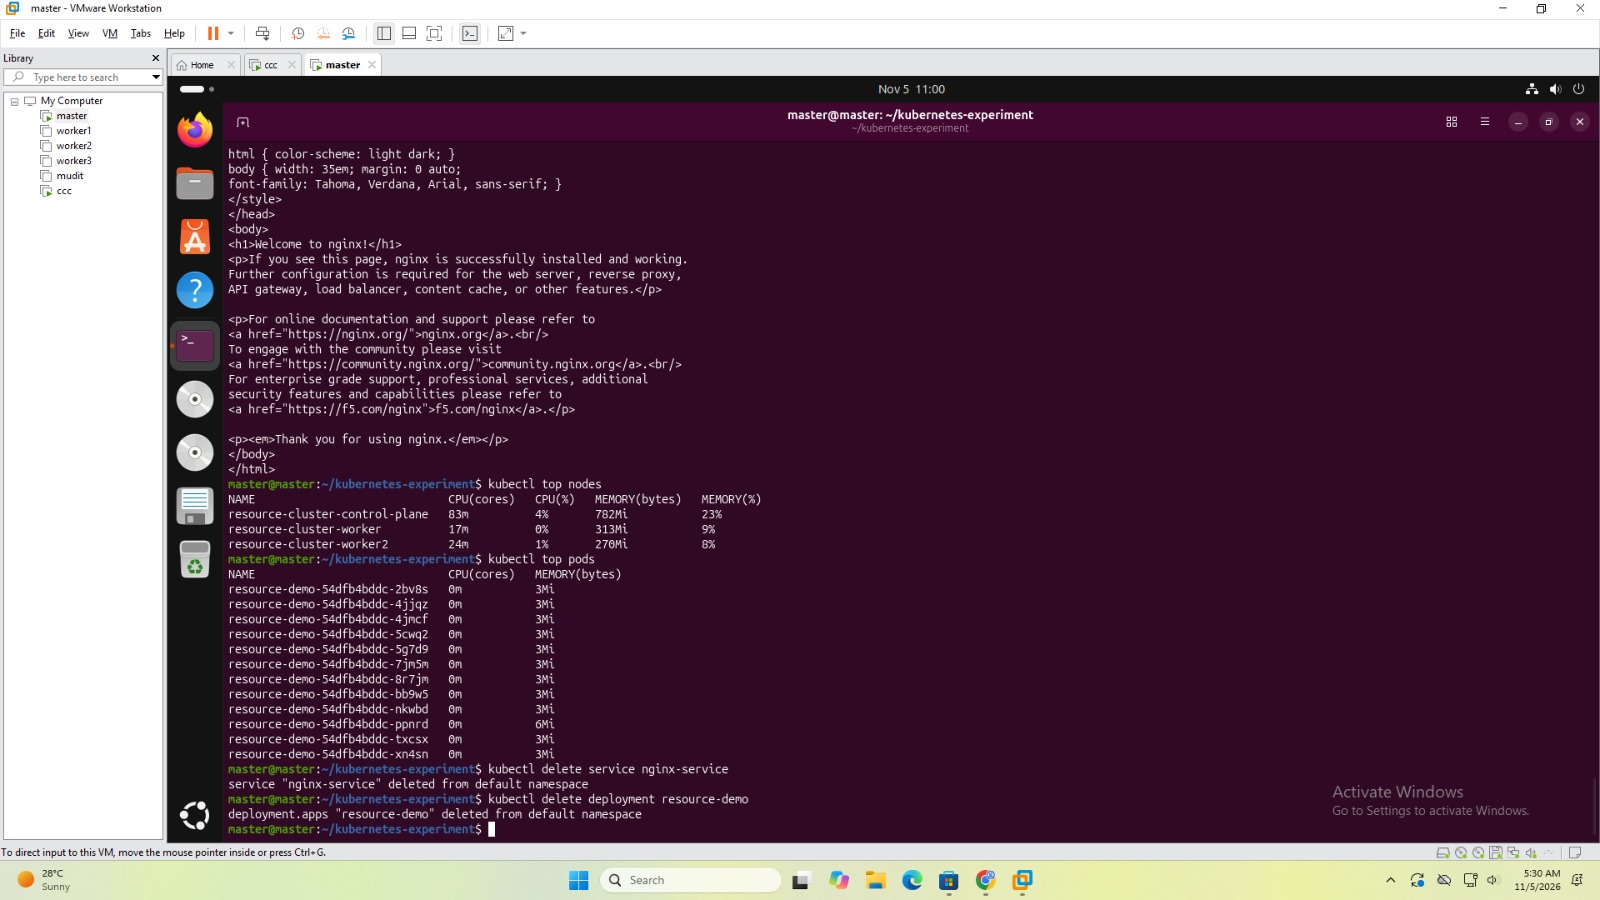 master - VMware Workstation
File Edit View VM Tabs Help
Library
Type here to search
My Computer
master
worker1
worker2
worker3
mudit
ccc
Home ccc master
Nov 5 11:00
master@master: ~/kubernetes-experiment
~/kubernetes-experiment
html { color-scheme: light dark; }
body { width: 35em; margin: 0 auto;
font-family: Tahoma, Verdana, Arial, sans-serif; }
</style>
</head>
<body>
<h1>Welcome to nginx!</h1>
<p>If you see this page, nginx is successfully installed and working.
Further configuration is required for the web server, reverse proxy,
API gateway, load balancer, content cache, or other features.</p>
<p>For online documentation and support please refer to
<a href="https://nginx.org/">nginx.org</a>.<br/>
To engage with the community please visit
<a href="https://community.nginx.org/">community.nginx.org</a>.<br/>
For enterprise grade support, professional services, additional
security features and capabilities please refer to
<a href="https://f5.com/nginx">f5.com/nginx</a>.</p>
<p><em>Thank you for using nginx.</em></p>
</body>
</html>
master@master:~/kubernetes-experiment$ kubectl top nodes
NAME CPU(cores) CPU(%) MEMORY(bytes) MEMORY(%)
resource-cluster-control-plane 83m 4% 782Mi 23%
resource-cluster-worker 17m 0% 313Mi 9%
resource-cluster-worker2 24m 1% 270Mi 8%
master@master:~/kubernetes-experiment$ kubectl top pods
NAME CPU(cores) MEMORY(bytes)
resource-demo-54dfb4bddc-2bv8s 0m 3Mi
resource-demo-54dfb4bddc-4jjqz 0m 3Mi
resource-demo-54dfb4bddc-4jmcf 0m 3Mi
resource-demo-54dfb4bddc-5cwq2 0m 3Mi
resource-demo-54dfb4bddc-5g7d9 0m 3Mi
resource-demo-54dfb4bddc-7jm5m 0m 3Mi
resource-demo-54dfb4bddc-8r7jm 0m 3Mi
resource-demo-54dfb4bddc-bb9w5 0m 3Mi
resource-demo-54dfb4bddc-nkwbd 0m 3Mi
resource-demo-54dfb4bddc-ppnrd 0m 6Mi
resource-demo-54dfb4bddc-txcsx 0m 3Mi
resource-demo-54dfb4bddc-xn4sn 0m 3Mi
master@master:~/kubernetes-experiment$ kubectl delete service nginx-service
service "nginx-service" deleted from default namespace
master@master:~/kubernetes-experiment$ kubectl delete deployment resource-demo
deployment.apps "resource-demo" deleted from default namespace
master@master:~/kubernetes-experiment$
Activate Windows
Go to Settings to activate Windows.
To direct input to this VM, move the mouse pointer inside or press Ctrl+G.
28°C
Sunny
Search
5:30 AM
11/5/2026